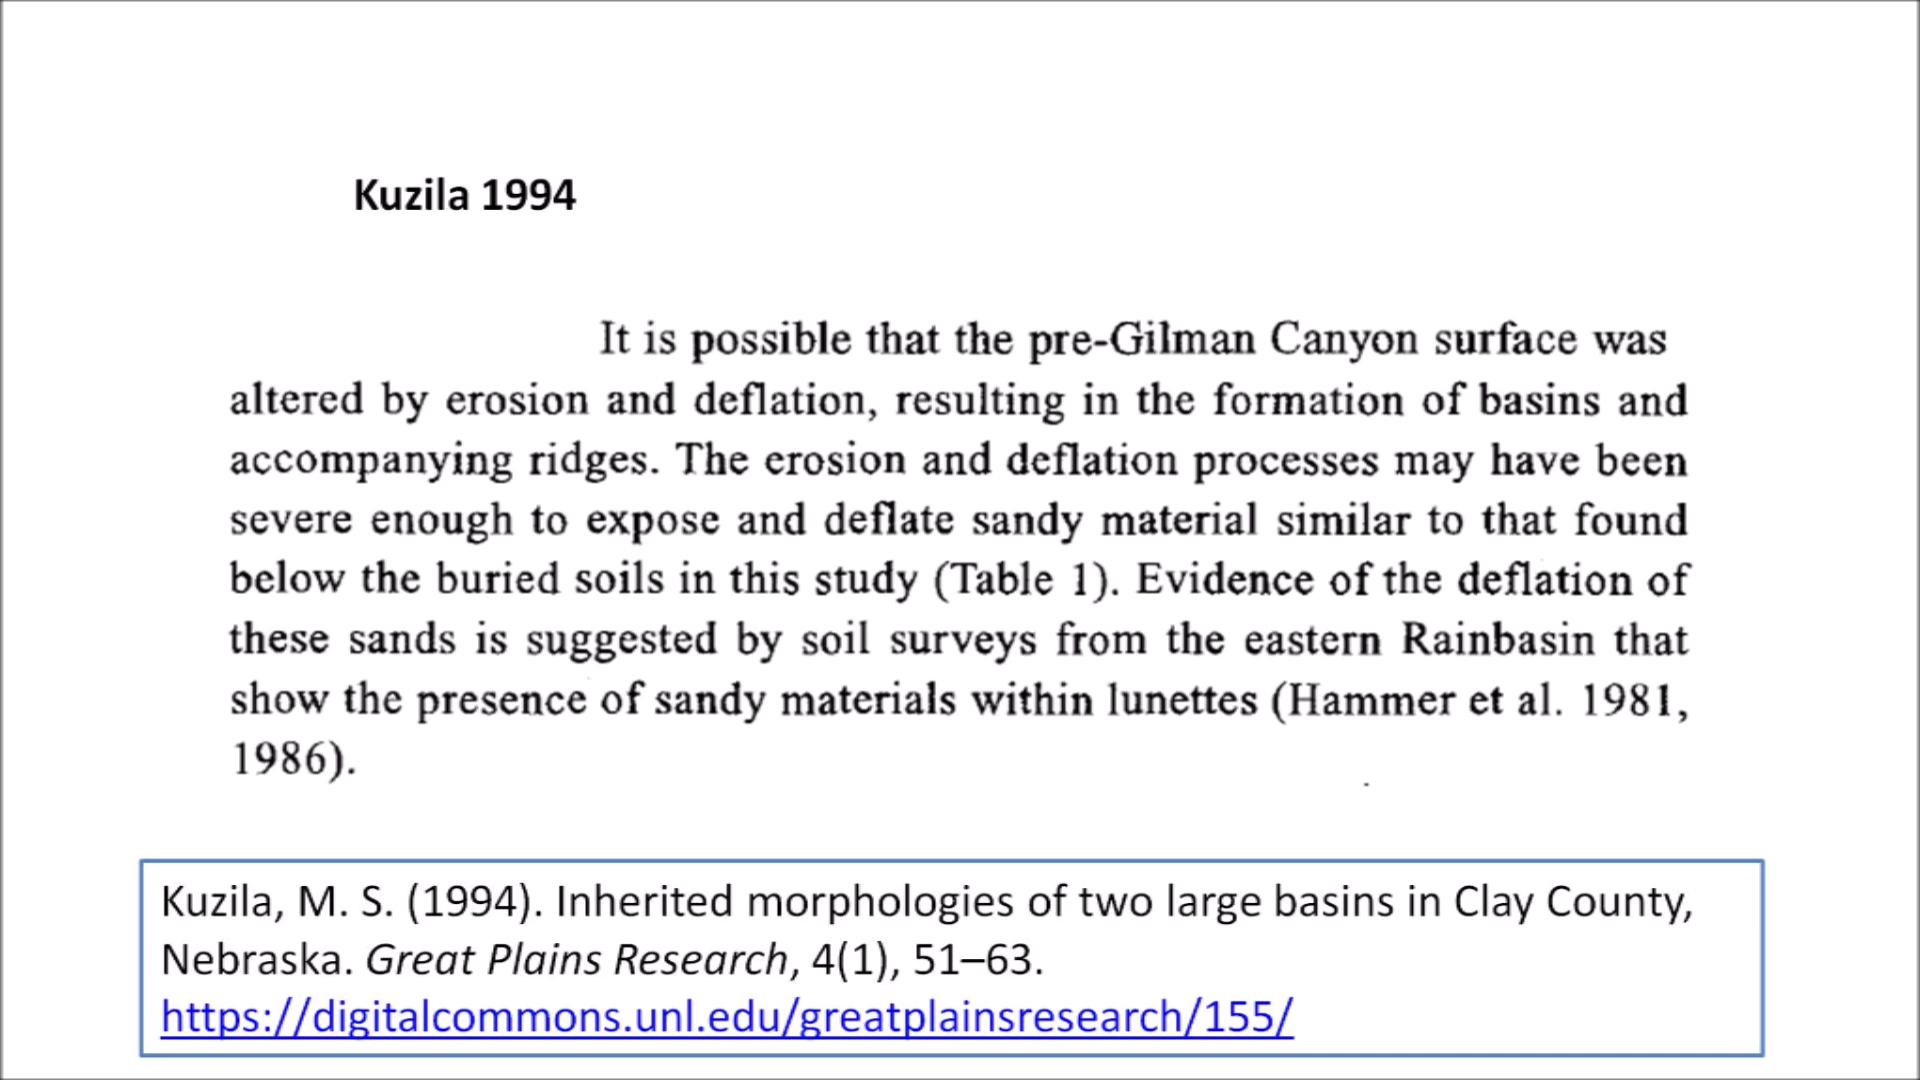 Kuzila 1994
It is possible that the pre-Gilman Canyon surface was
altered by erosion and deflation, resulting in the formation of basins and
accompanying ridges. The erosion and deflation processes may have been
severe enough to expose and deflate sandy material similar to that found
below the buried soils in this study (Table 1). Evidence of the deflation of
these sands is suggested by soil surveys from the eastern Rainbasin that
show the presence of sandy materials within lunettes (Hammer et al. 1981,
1986).
Kuzila, M. S. (1994). Inherited morphologies of two large basins in Clay County,
Nebraska. Great Plains Research, 4(1), 51–63.
https://digitalcommons.unl.edu/greatplainsresearch/155/